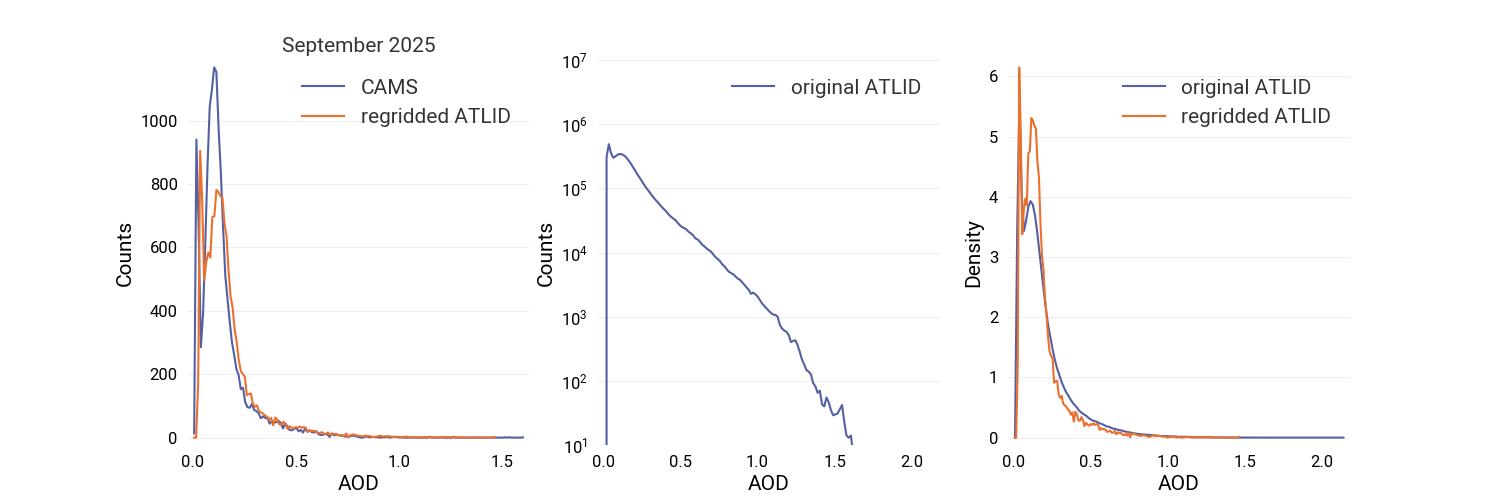 September 2025
CAMS
regridded ATLID
Counts
1000
800
600
400
200
0
0.0 0.5 1.0 1.5
AOD
original ATLID
Counts
10^7
10^6
10^5
10^4
10^3
10^2
10^1
0.0 0.5 1.0 1.5 2.0
AOD
original ATLID
regridded ATLID
Density
6
5
4
3
2
1
0
0.0 0.5 1.0 1.5 2.0
AOD